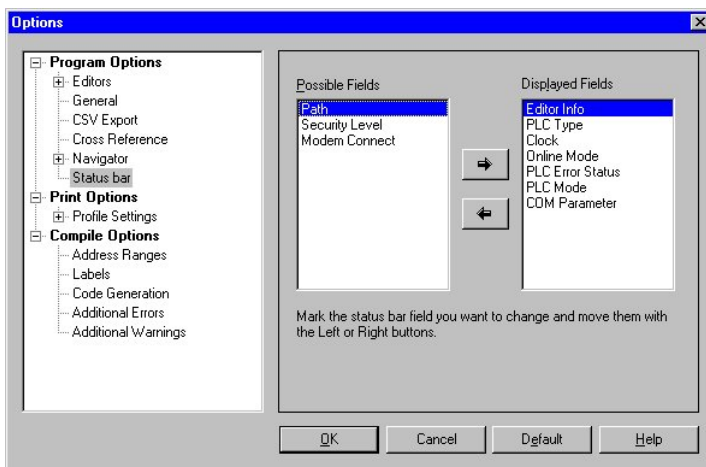 Options
Program Options
Editors
General
CSV Export
Cross Reference
Navigator
Status bar
Print Options
Profile Settings
Compile Options
Address Ranges
Labels
Code Generation
Additional Errors
Additional Warnings
Possible Fields
Path
Security Level
Modem Connect
Displayed Fields
Editor Info
PLC Type
Clock
Online Mode
PLC Error Status
PLC Mode
COM Parameter
Mark the status bar field you want to change and move them with
the Left or Right buttons.
OK
Cancel
Default
Help